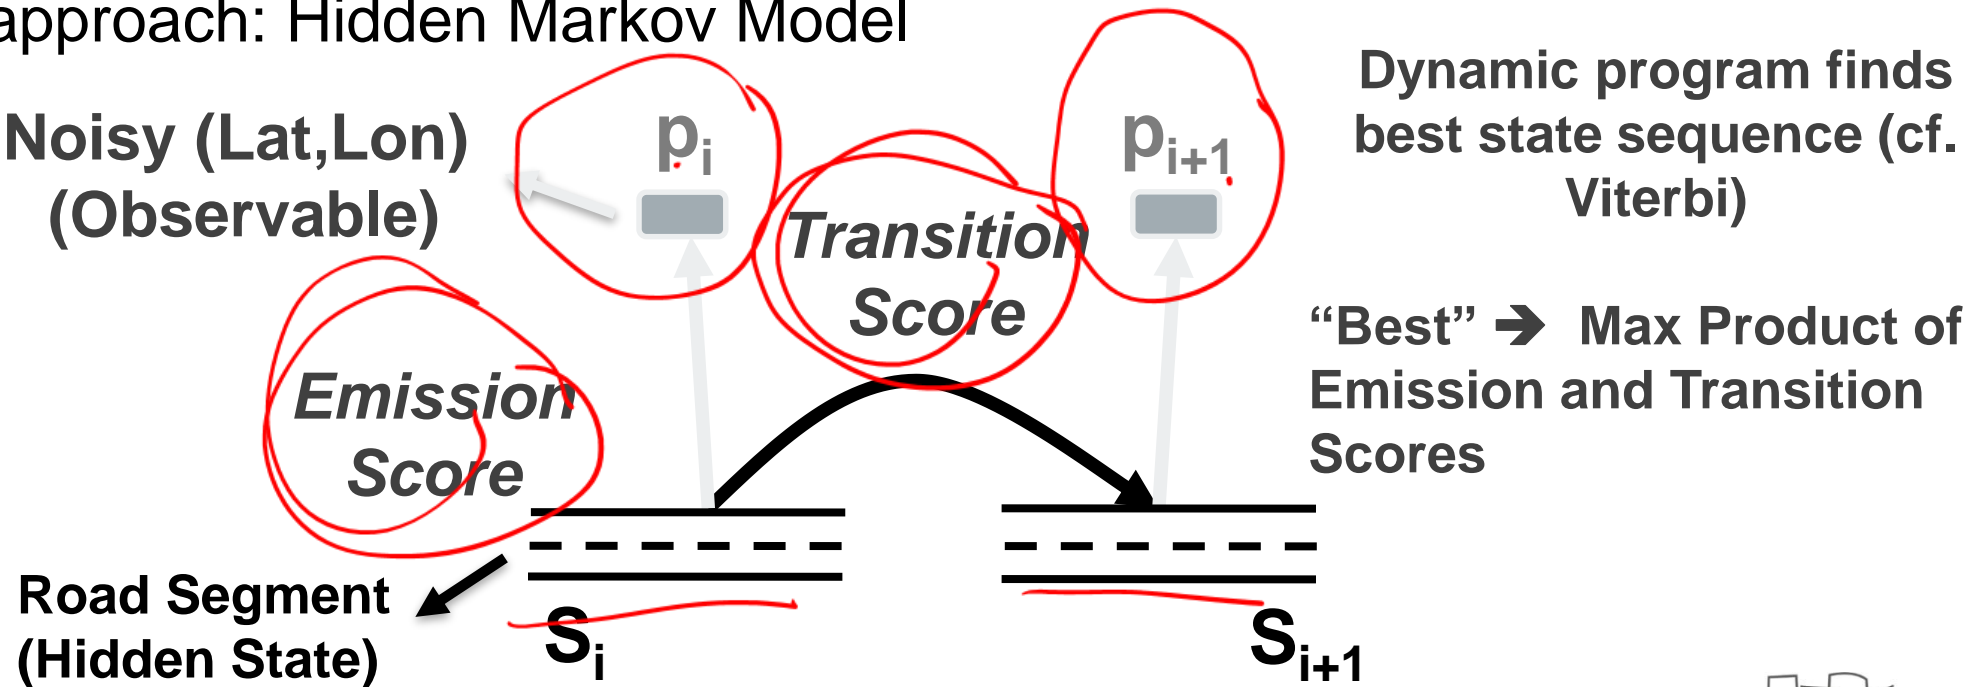 approach: Hidden Markov Model
Noisy (Lat,Lon)
(Observable)
pi
pi+1
Transition
Score
Emission
Score
Road Segment
(Hidden State)
Si
Si+1
Dynamic program finds
best state sequence (cf.
Viterbi)
“Best” ➔ Max Product of
Emission and Transition
Scores